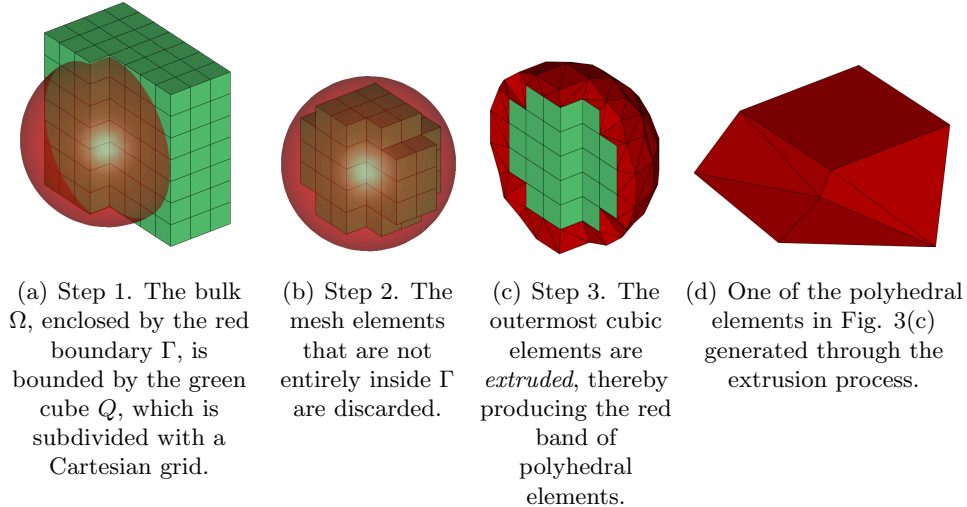 (a) Step 1. The bulk
Ω, enclosed by the red
boundary Γ, is
bounded by the green
cube Q, which is
subdivided with a
Cartesian grid.
(b) Step 2. The
mesh elements
that are not
entirely inside Γ
are discarded.
(c) Step 3. The
outermost cubic
elements are
extruded, thereby
producing the red
band of
polyhedral
elements.
(d) One of the polyhedral
elements in Fig. 3(c)
generated through the
extrusion process.